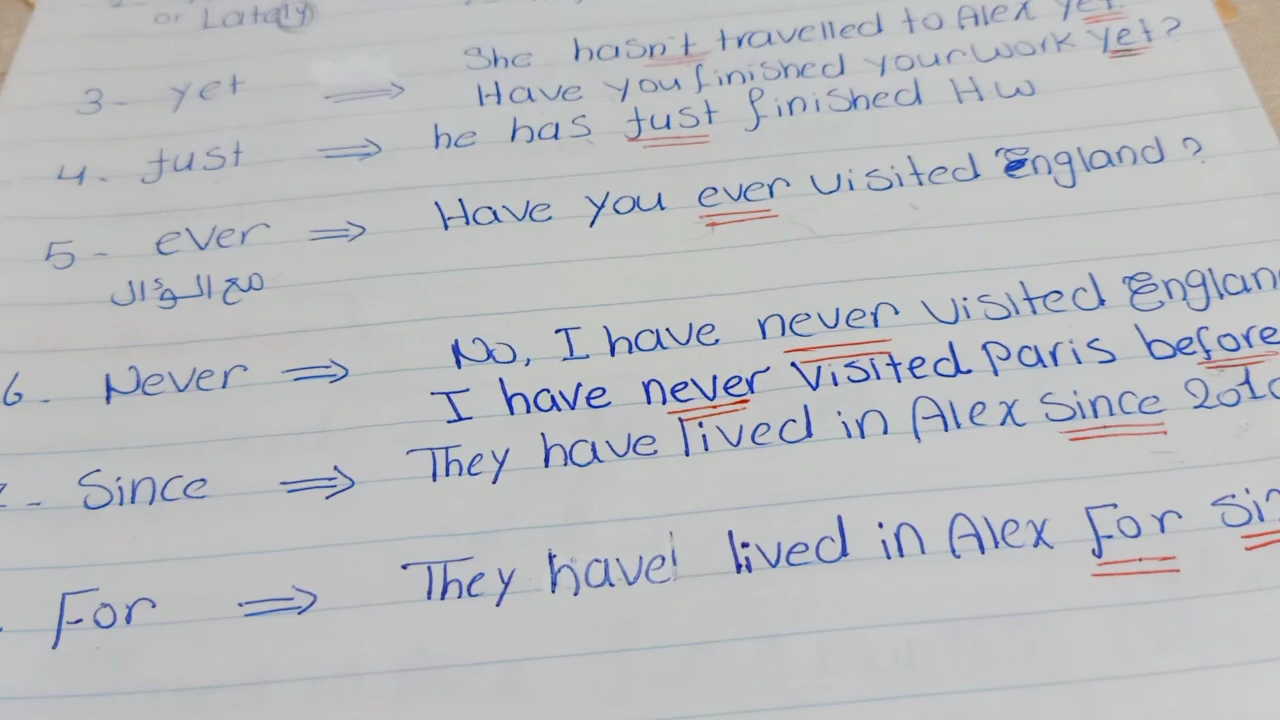 or Lately
She hasn't travelled to Alex yet.
3- yet ⇒ Have you finished your work yet?
4. Just ⇒ he has Just finished HW
5- ever ⇒ Have you ever visited England?
مع السؤال
6. Never ⇒ No, I have never visited Englan
I have never visited Paris before
- Since ⇒ They have lived in Alex Since
For ⇒ They have lived in Alex For